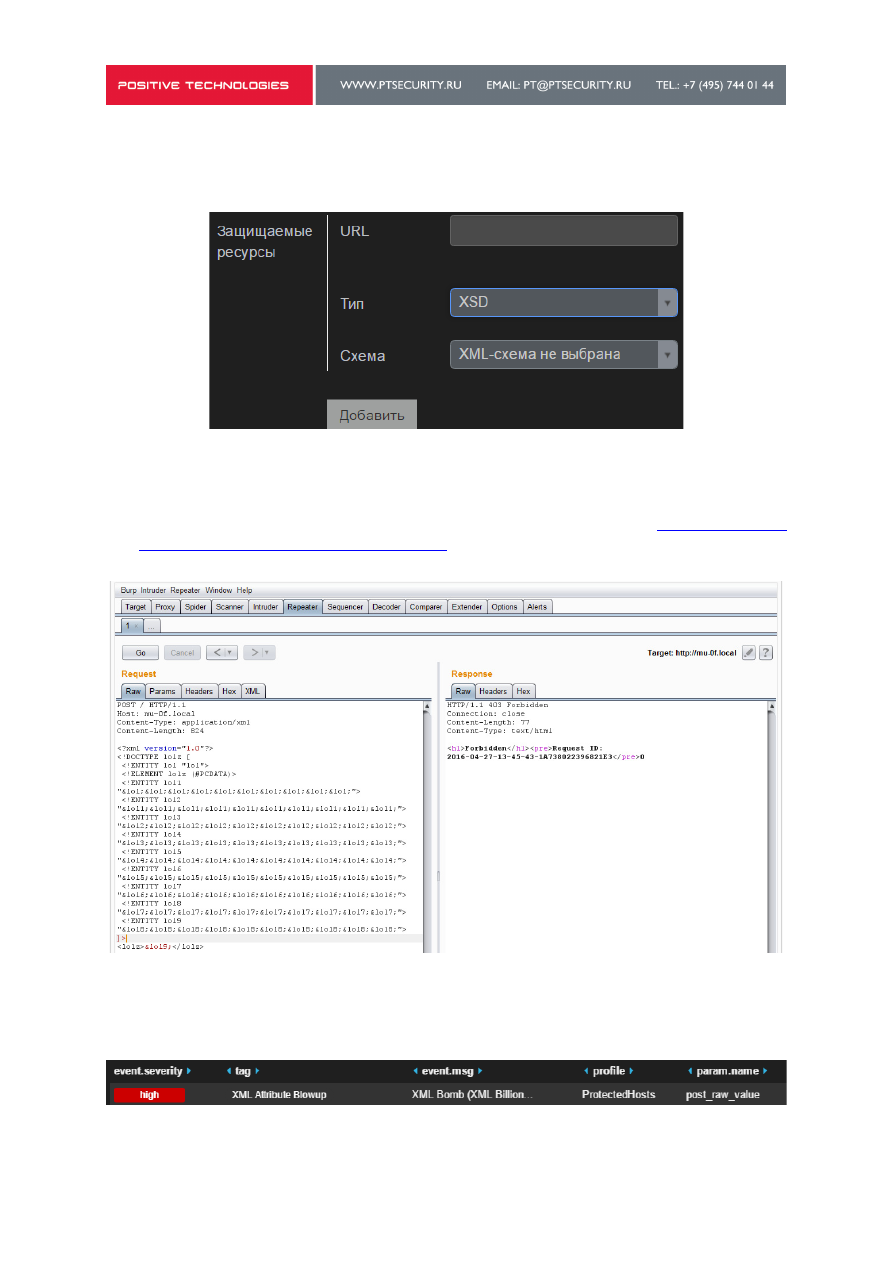 POSITIVE TECHNOLOGIES WWW.PTSECURITY.RU EMAIL: PT@PTSECURITY.RU TEL.: +7 (495) 744 01 44
Защищаемые ресурсы
URL
Тип XSD
Схема XML-схема не выбрана
Добавить
Burp Intruder Repeater Window Help
Target Proxy Spider Scanner Intruder Repeater Sequencer Decoder Comparer Extender Options Alerts
1 × ...
Go Cancel < > Target: http://mu-0f.local ?
Request
Raw Params Headers Hex XML
POST / HTTP/1.1
Host: mu-0f.local
Content-Type: application/xml
Content-Length: 824
<?xml version="1.0"?>
<!DOCTYPE lolz [
<!ENTITY lol "lol">
<!ELEMENT lolz (#PCDATA)>
<!ENTITY lol1
"&lol;&lol;&lol;&lol;&lol;&lol;&lol;&lol;&lol;&lol;">
<!ENTITY lol2
"&lol1;&lol1;&lol1;&lol1;&lol1;&lol1;&lol1;&lol1;&lol1;&lol1;">
<!ENTITY lol3
"&lol2;&lol2;&lol2;&lol2;&lol2;&lol2;&lol2;&lol2;&lol2;&lol2;">
<!ENTITY lol4
"&lol3;&lol3;&lol3;&lol3;&lol3;&lol3;&lol3;&lol3;&lol3;&lol3;">
<!ENTITY lol5
"&lol4;&lol4;&lol4;&lol4;&lol4;&lol4;&lol4;&lol4;&lol4;&lol4;">
<!ENTITY lol6
"&lol5;&lol5;&lol5;&lol5;&lol5;&lol5;&lol5;&lol5;&lol5;&lol5;">
<!ENTITY lol7
"&lol6;&lol6;&lol6;&lol6;&lol6;&lol6;&lol6;&lol6;&lol6;&lol6;">
<!ENTITY lol8
"&lol7;&lol7;&lol7;&lol7;&lol7;&lol7;&lol7;&lol7;&lol7;&lol7;">
<!ENTITY lol9
"&lol8;&lol8;&lol8;&lol8;&lol8;&lol8;&lol8;&lol8;&lol8;&lol8;">
]>
<lolz>&lol9;</lolz>
Response
Raw Headers Hex
HTTP/1.1 403 Forbidden
Connection: close
Content-Length: 77
Content-Type: text/html
<h1>Forbidden</h1><pre>Request ID:
2016-04-27-13-45-43-1A738022396821E3</pre>0
event.severity tag event.msg profile param.name
high XML Attribute Blowup XML Bomb (XML Billion... ProtectedHosts post_raw_value